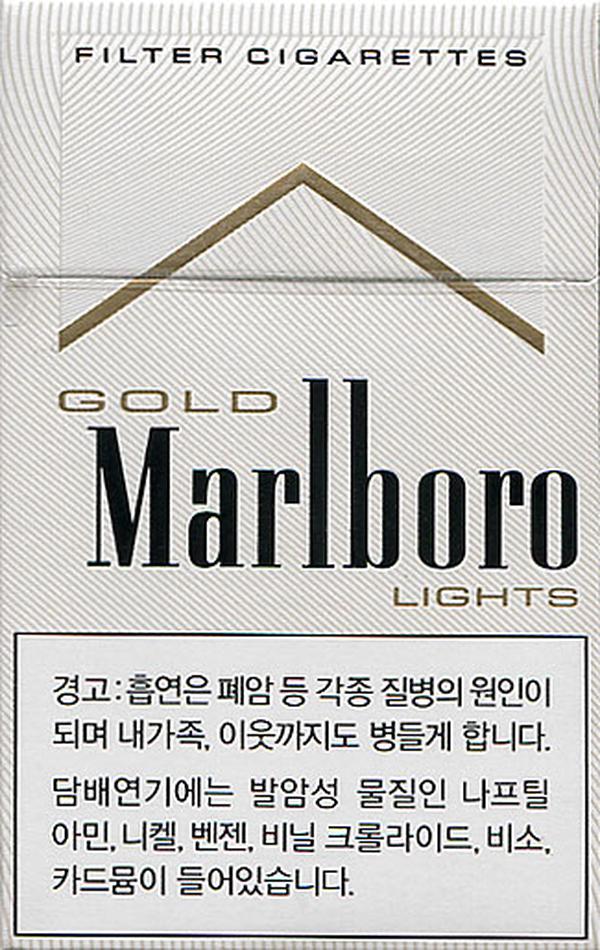 FILTER CIGARETTES
GOLD
Marlboro
LIGHTS
경고:흡연은 폐암 등 각종 질병의 원인이
되며 내가족, 이웃까지도 병들게 합니다.
담배연기에는 발암성 물질인 나프틸
아민, 니켈, 벤젠, 비닐 크롤라이드, 비소,
카드뮴이 들어있습니다.